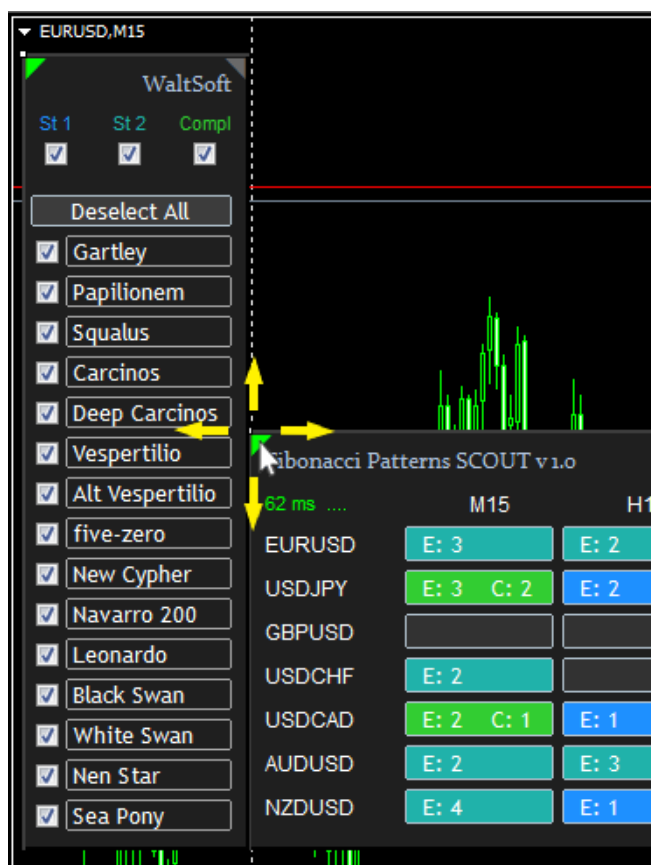 EURUSD,M15
WaltSoft
St 1 St 2 Compl
Deselect All
Gartley
Papilionem
Squalus
Carcinos
Deep Carcinos
Vespertilio
Alt Vespertilio
five-zero
New Cypher
Navarro 200
Leonardo
Black Swan
White Swan
Nen Star
Sea Pony
ibonacci Patterns SCOUT v 1.0
62 ms .... M15 H1
EURUSD E: 3 E: 2
USDJPY E: 3 C: 2 E: 2
GBPUSD
USDCHF E: 2
USDCAD E: 2 C: 1 E: 1
AUDUSD E: 2 E: 3
NZDUSD E: 4 E: 1